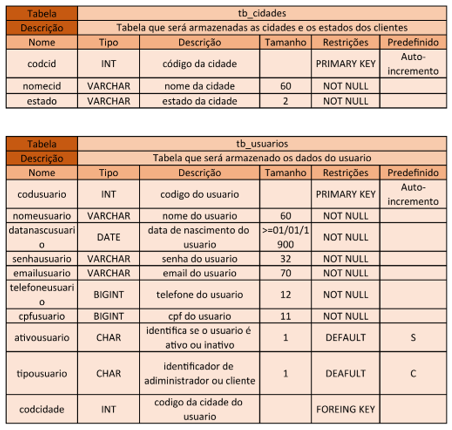 Tabela tb_cidades
Descrição Tabela que será armazenadas as cidades e os estados dos clientes
Nome Tipo Descrição Tamanho Restrições Predefinido
codcid INT código da cidade PRIMARY KEY Auto-
incremento
nomecid VARCHAR nome da cidade 60 NOT NULL
estado VARCHAR estado da cidade 2 NOT NULL
Tabela tb_usuarios
Descrição Tabela que será armazenado os dados do usuario
Nome Tipo Descrição Tamanho Restrições Predefinido
codusuario INT codigo do usuario PRIMARY KEY Auto-
incremento
nomeusuario VARCHAR nome do usuario 60 NOT NULL
datanascusuari DATE data de nascimento do >=01/01/1 NOT NULL
o usuario 900
senhausuario VARCHAR senha do usuario 32 NOT NULL
emailusuario VARCHAR email do usuario 70 NOT NULL
telefoneusuari BIGINT telefone do usuario 12 NOT NULL
o
cpfusuario BIGINT cpf do usuario 11 NOT NULL
ativousuario CHAR identifica se o usuario é 1 DEFAULT S
ativo ou inativo
tipousuario CHAR identificador de 1 DEAFULT C
adiministrador ou cliente
codcidade INT codigo da cidade do FOREING KEY
usuario